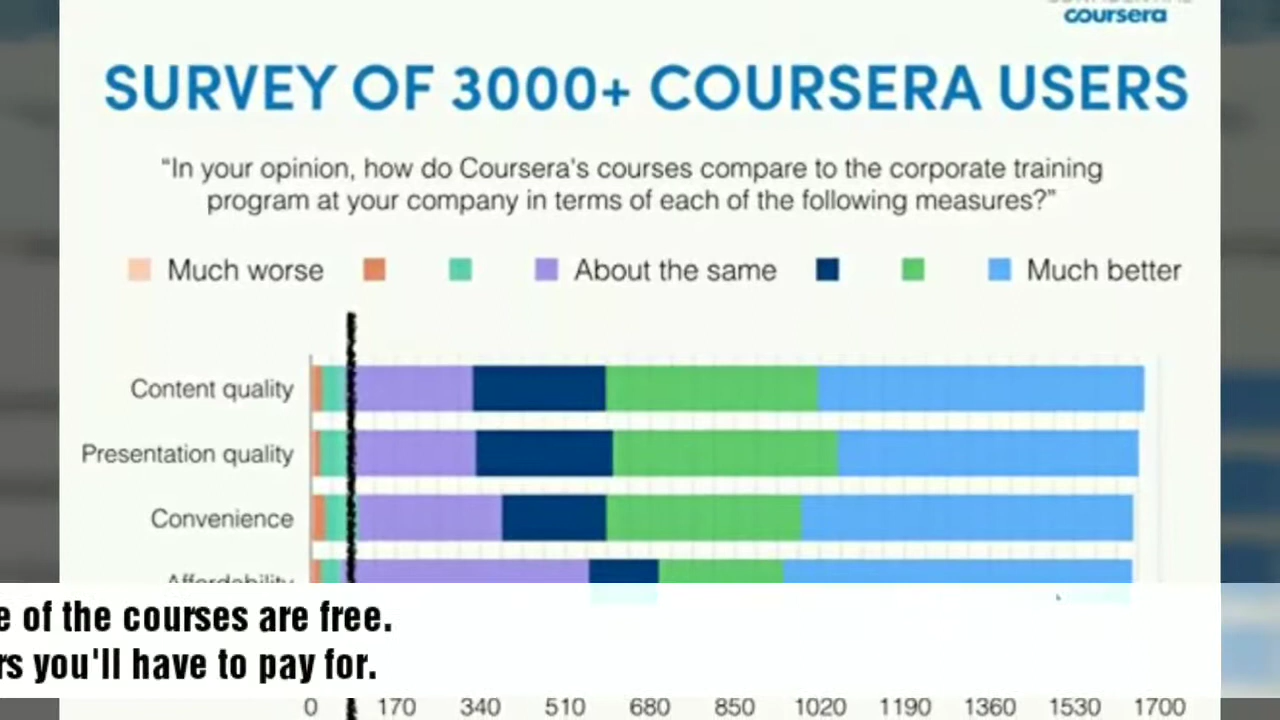 coursera
SURVEY OF 3000+ COURSERA USERS
“In your opinion, how do Coursera's courses compare to the corporate training
program at your company in terms of each of the following measures?”
Much worse About the same Much better
Content quality
Presentation quality
Convenience
Affordability
of the courses are free.
you'll have to pay for.
0 170 340 510 680 850 1020 1190 1360 1530 1700